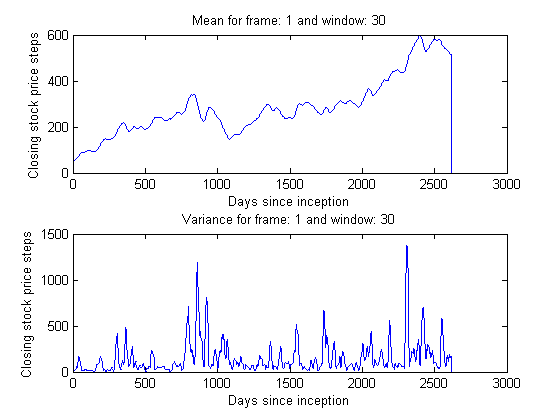 Mean for frame: 1 and window: 30
600
400
200
0
Closing stock price steps
0 500 1000 1500 2000 2500 3000
Days since inception
Variance for frame: 1 and window: 30
1500
1000
500
0
Closing stock price steps
0 500 1000 1500 2000 2500 3000
Days since inception